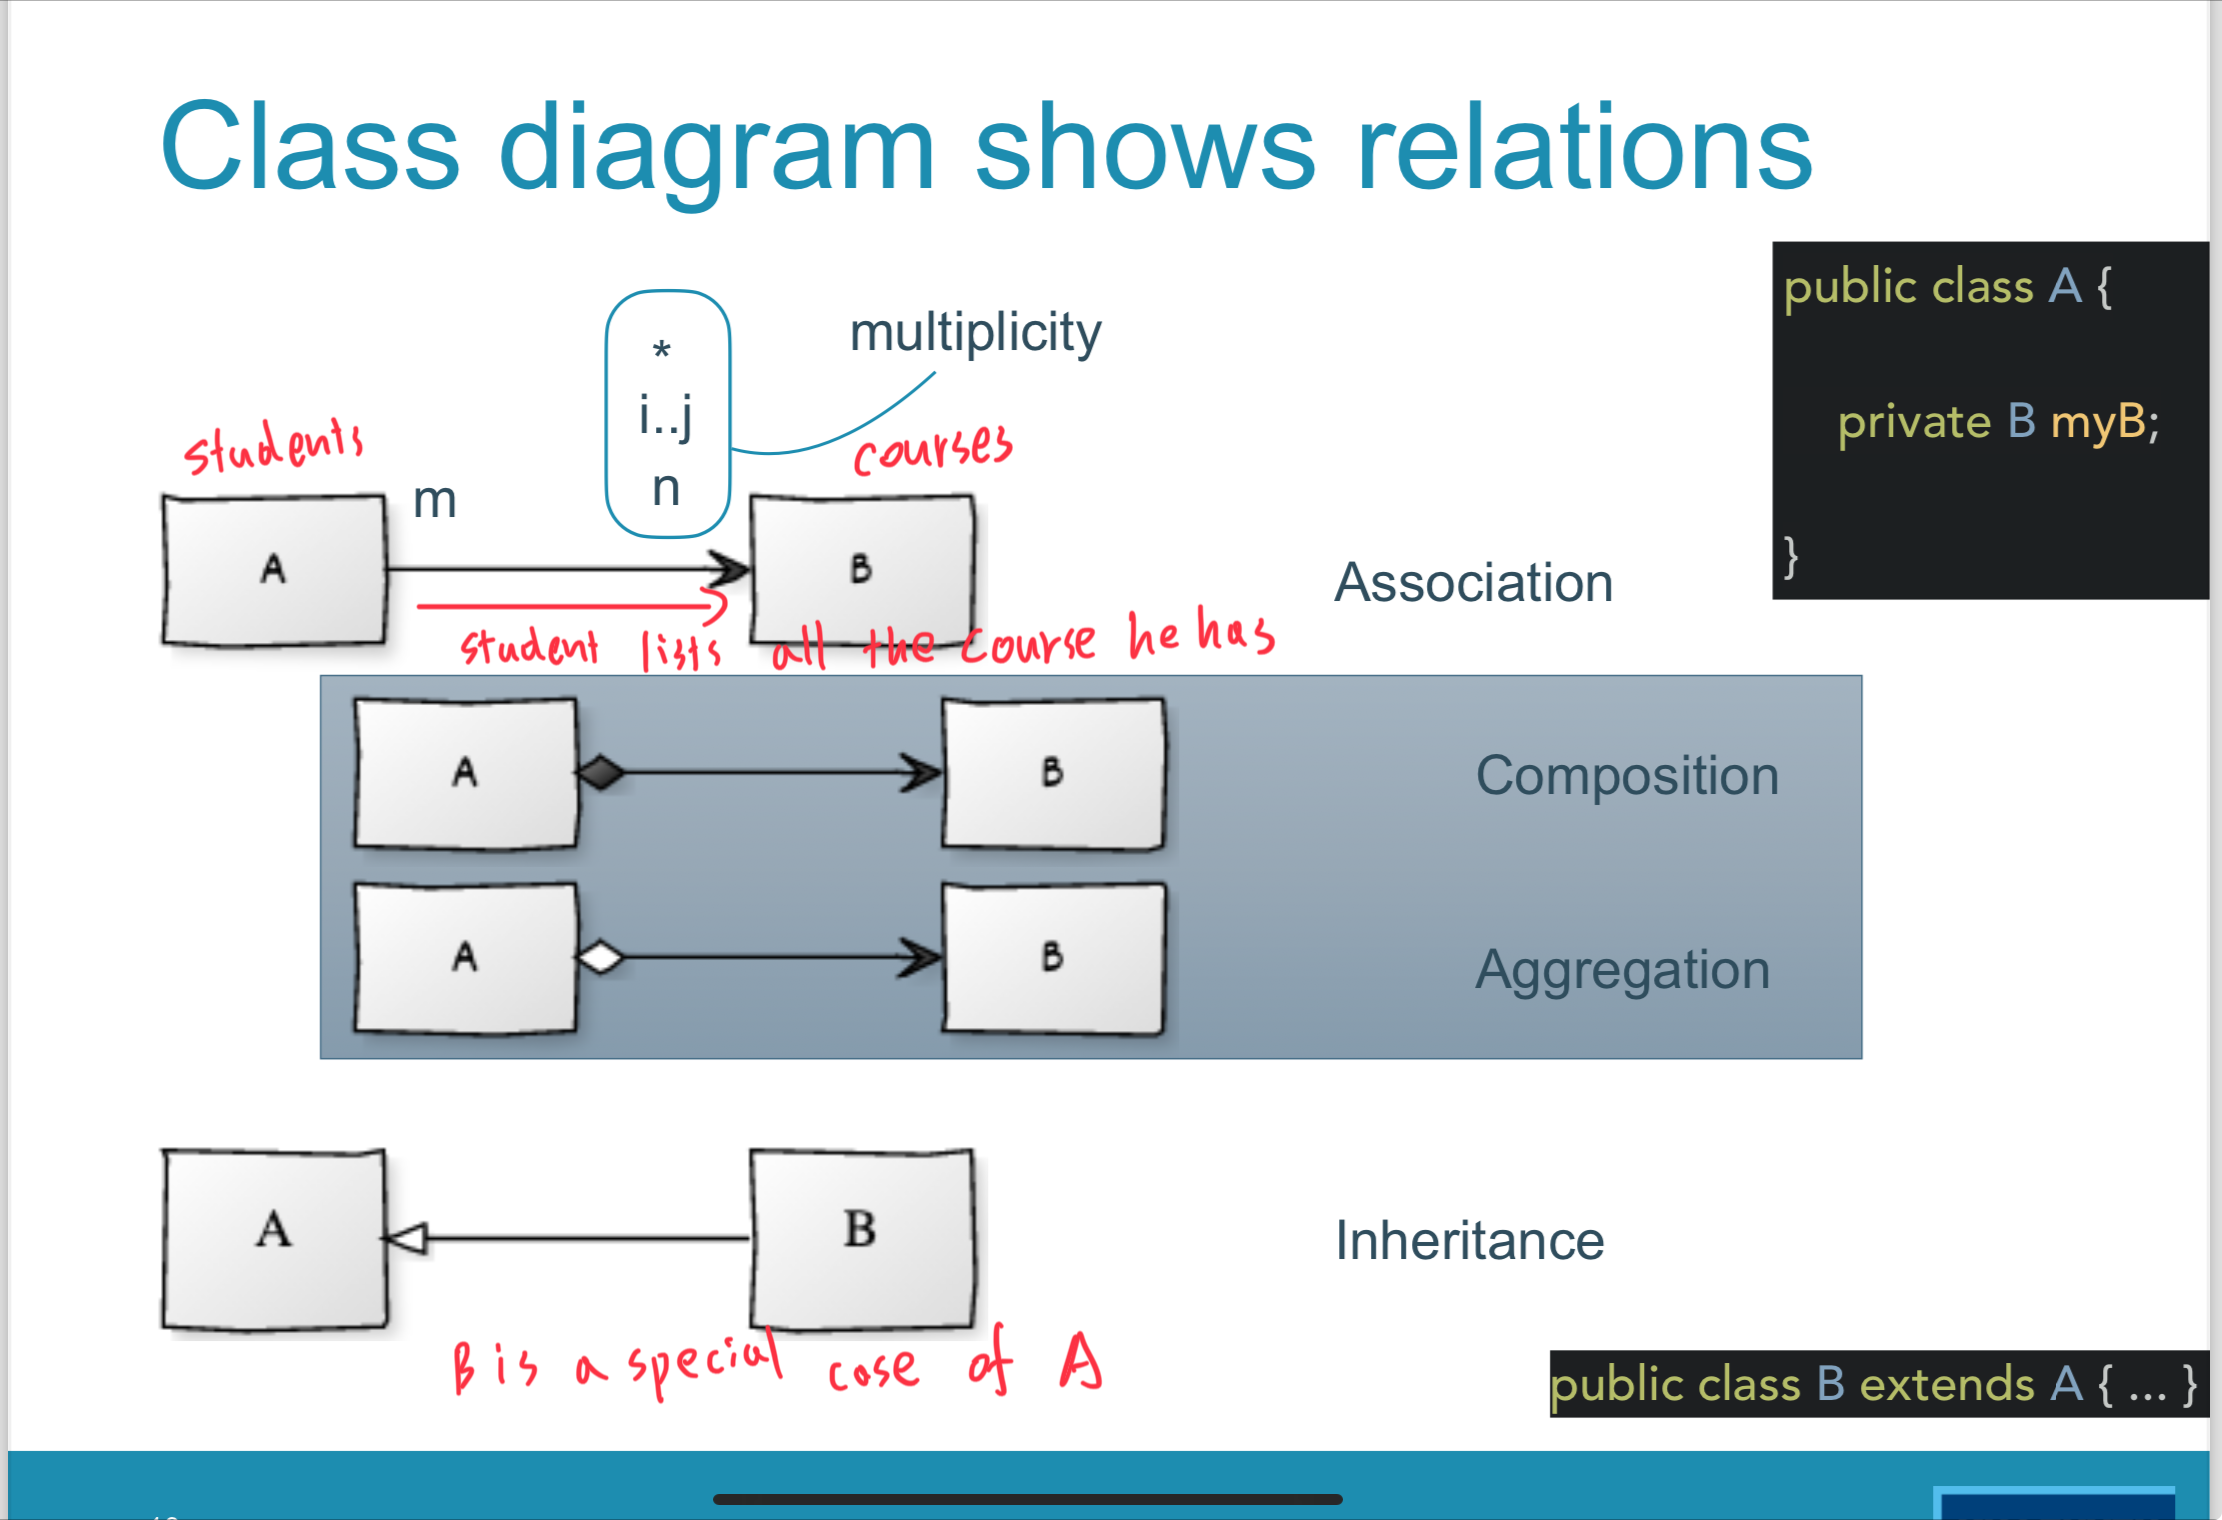 Class diagram shows relations
public class A {
private B myB;
}
*
i..j
n
multiplicity
students
courses
m
A
B
Association
student lists all the course he has
A
B
Composition
A
B
Aggregation
A
B
Inheritance
B is a special case of A
public class B extends A { ... }